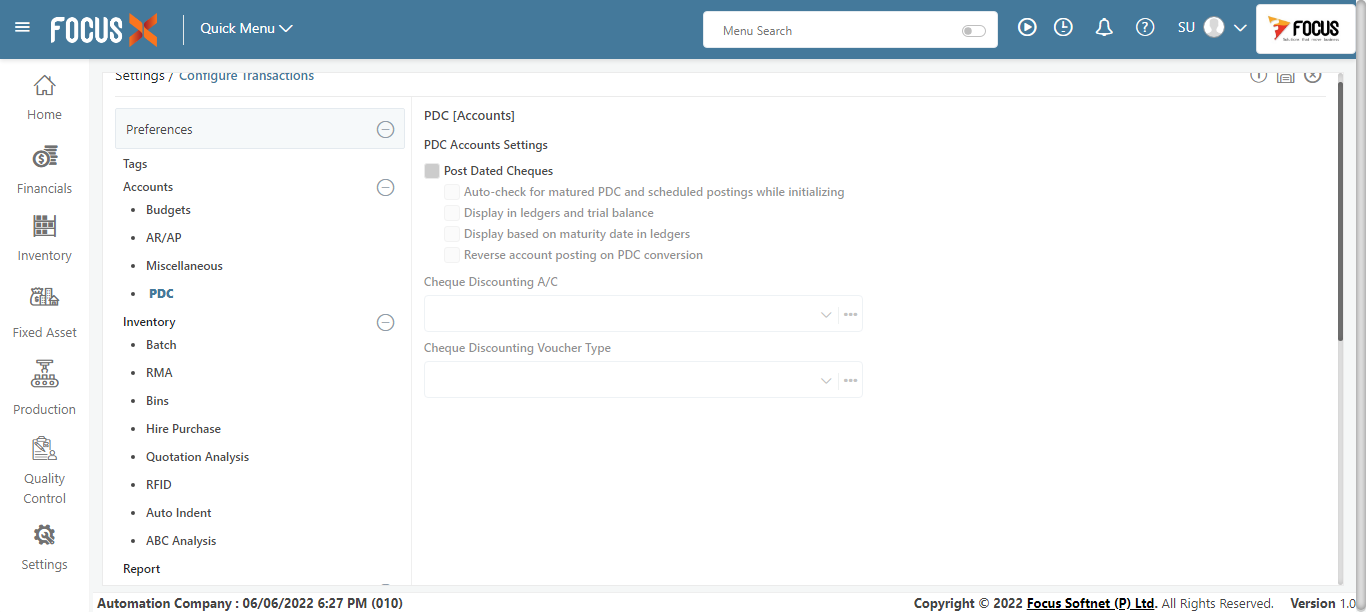 FOCUS X
Quick Menu
Menu Search
SU
FOCUS
Settings / Configure Transactions
Home
Financials
Inventory
Fixed Asset
Production
Quality
Control
Settings
Preferences
Tags
Accounts
• Budgets
• AR/AP
• Miscellaneous
• PDC
Inventory
• Batch
• RMA
• Bins
• Hire Purchase
• Quotation Analysis
• RFID
• Auto Indent
• ABC Analysis
Report
PDC [Accounts]
PDC Accounts Settings
Post Dated Cheques
Auto-check for matured PDC and scheduled postings while initializing
Display in ledgers and trial balance
Display based on maturity date in ledgers
Reverse account posting on PDC conversion
Cheque Discounting A/C
Cheque Discounting Voucher Type
Automation Company : 06/06/2022 6:27 PM (010)
Copyright © 2022 Focus Softnet (P) Ltd. All Rights Reserved. Version 1.0